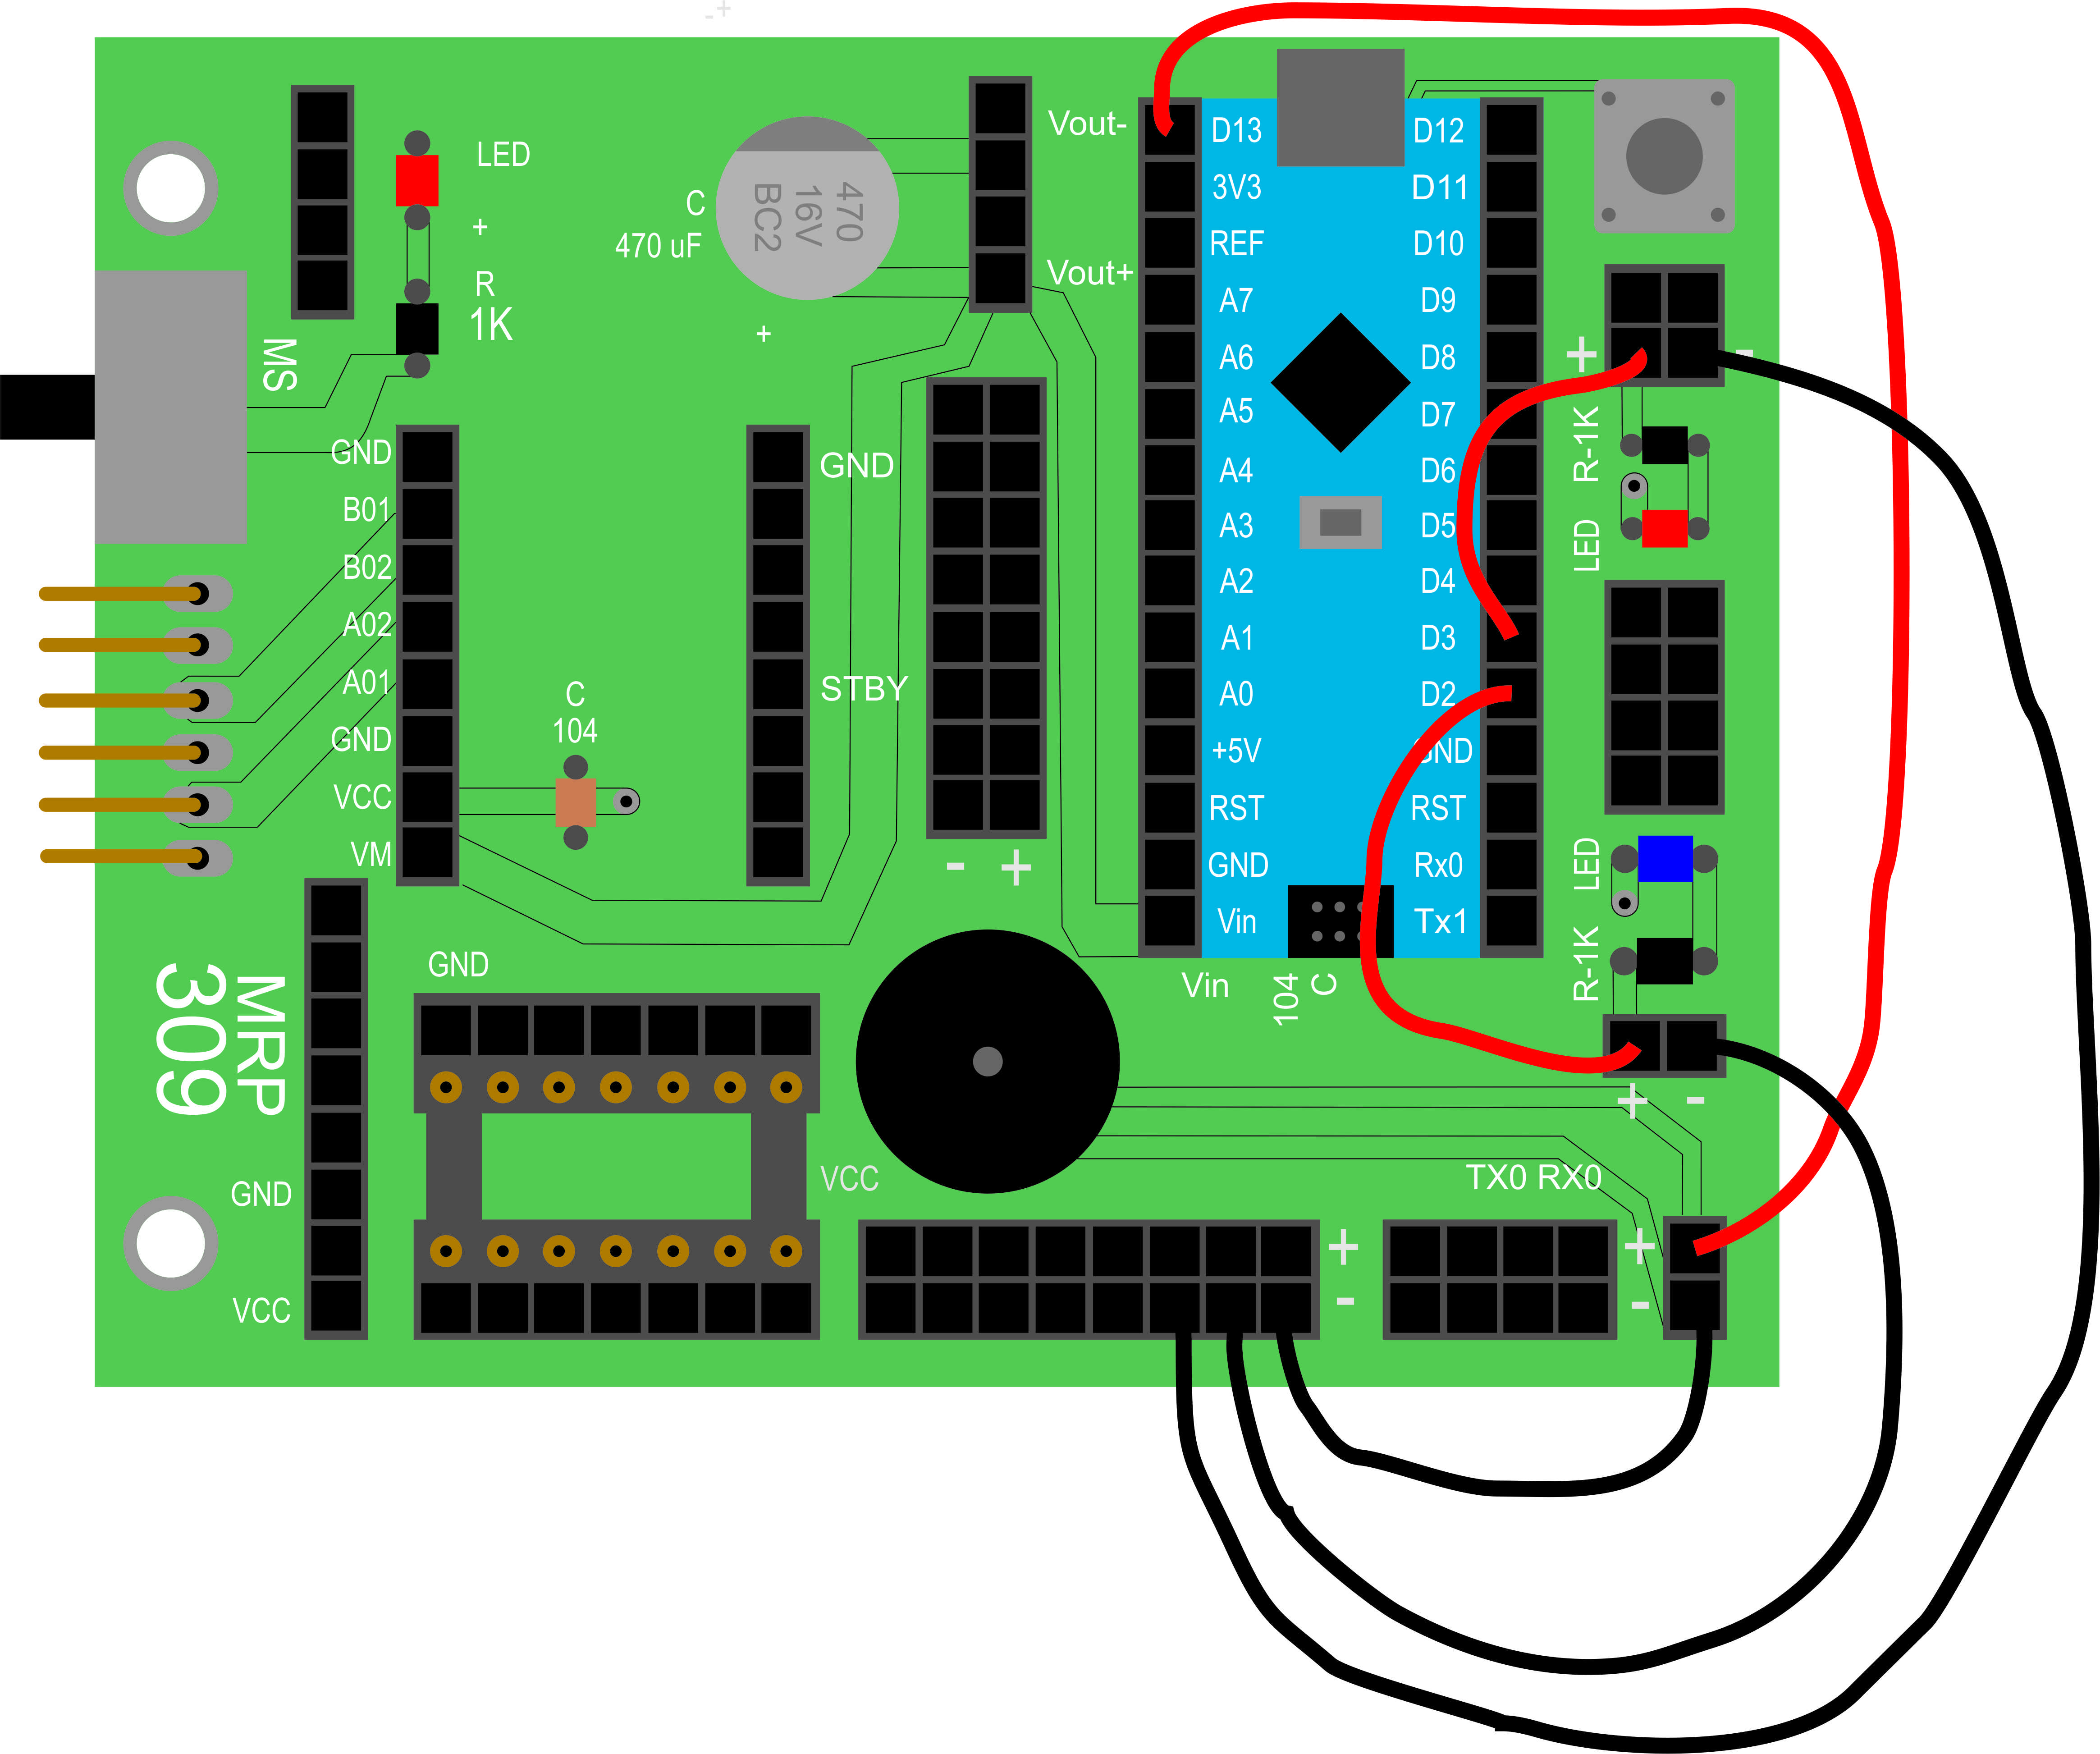 - +
LED
+
R
1K
SW
C
470 uF
470
16V
BC2
+
Vout-
Vout+
D13
3V3
REF
A7
A6
A5
A4
A3
A2
A1
A0
+5V
RST
GND
Vin
D12
D11
D10
D9
D8
D7
D6
D5
D4
D3
D2
GND
RST
Rx0
Tx1
+ -
R-1K
LED
GND
B01
B02
A02
A01
GND
VCC
VM
GND
STBY
C
104
- +
LED
R-1K
+ -
Vin
104
C
MRP
309
GND
VCC
GND
VCC
TX0 RX0
+
-
+
-